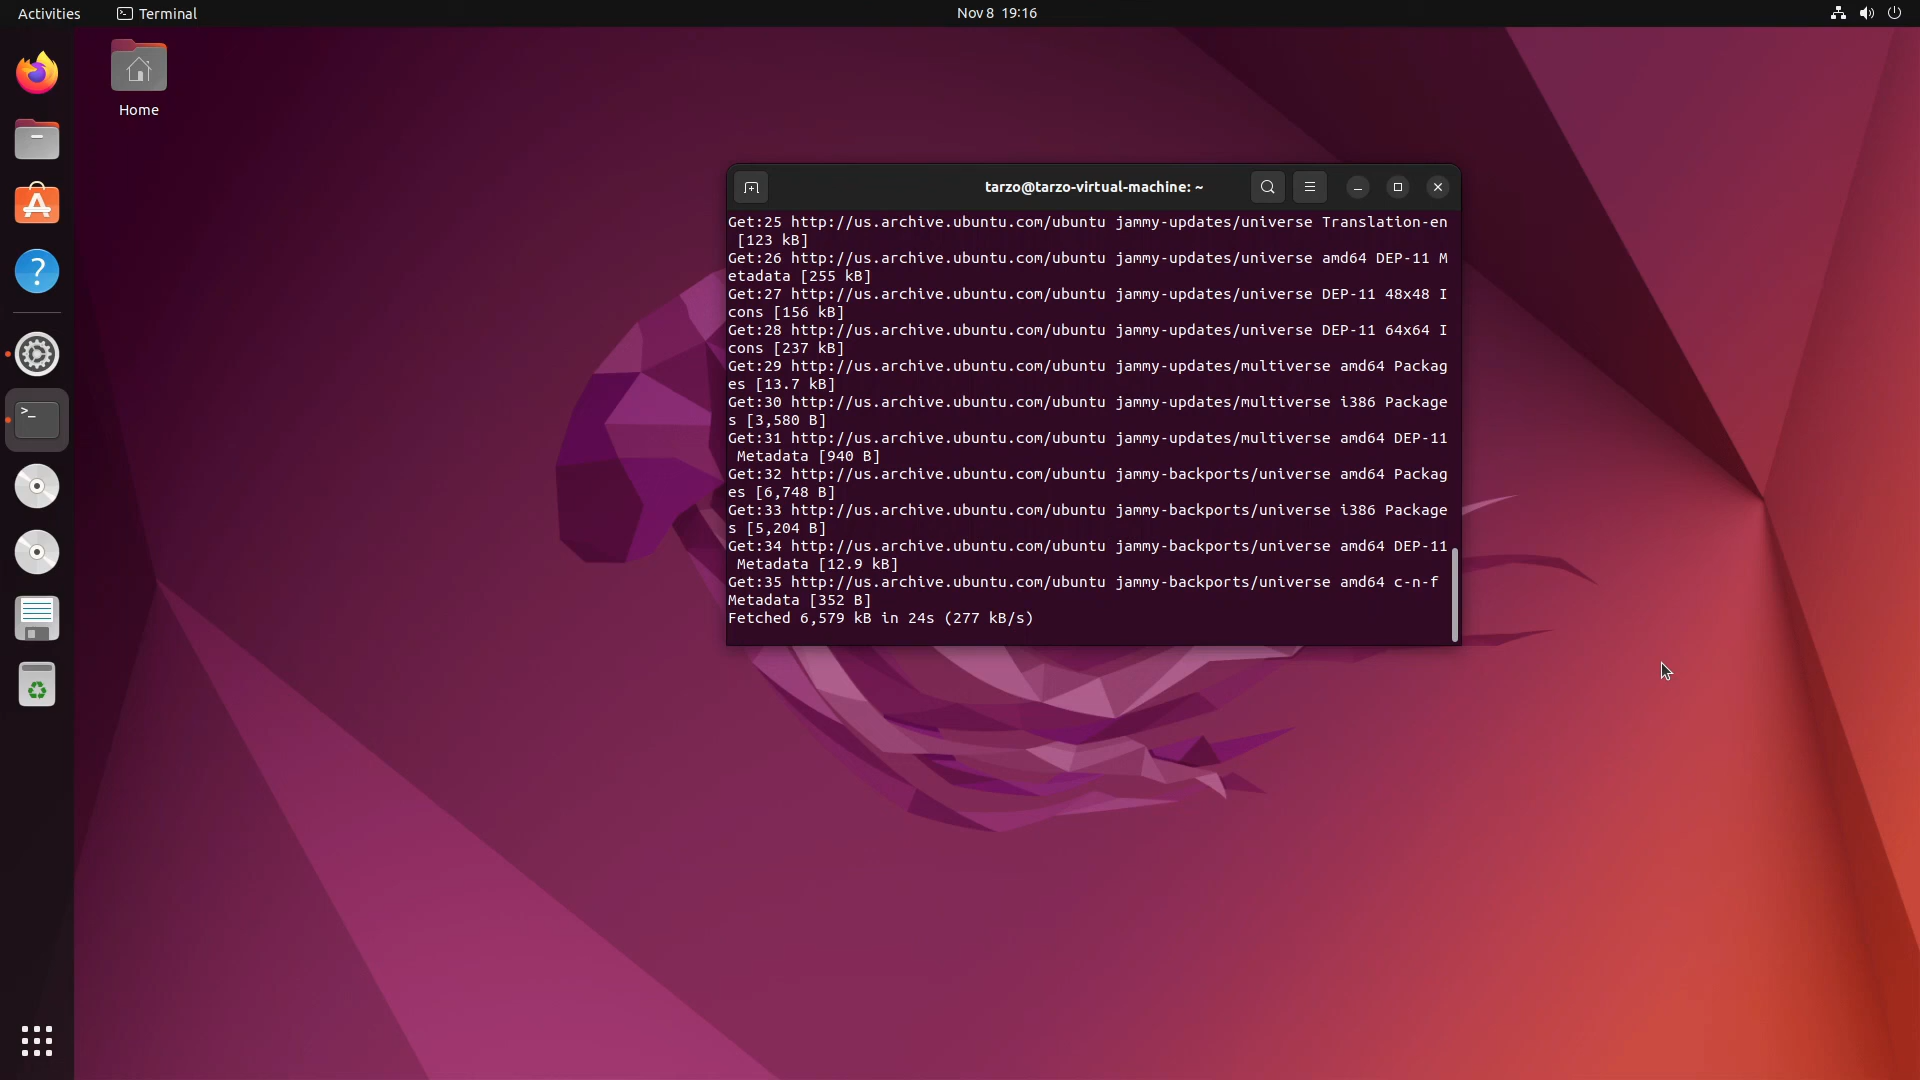 Activities
Terminal
Nov 8 19:16
Home
tarzo@tarzo-virtual-machine: ~
Get:25 http://us.archive.ubuntu.com/ubuntu jammy-updates/universe Translation-en
[123 kB]
Get:26 http://us.archive.ubuntu.com/ubuntu jammy-updates/universe amd64 DEP-11 M
etadata [255 kB]
Get:27 http://us.archive.ubuntu.com/ubuntu jammy-updates/universe DEP-11 48x48 I
cons [156 kB]
Get:28 http://us.archive.ubuntu.com/ubuntu jammy-updates/universe DEP-11 64x64 I
cons [237 kB]
Get:29 http://us.archive.ubuntu.com/ubuntu jammy-updates/multiverse amd64 Packag
es [13.7 kB]
Get:30 http://us.archive.ubuntu.com/ubuntu jammy-updates/multiverse i386 Package
s [3,580 B]
Get:31 http://us.archive.ubuntu.com/ubuntu jammy-updates/multiverse amd64 DEP-11
Metadata [940 B]
Get:32 http://us.archive.ubuntu.com/ubuntu jammy-backports/universe amd64 Packag
es [6,748 B]
Get:33 http://us.archive.ubuntu.com/ubuntu jammy-backports/universe i386 Package
s [5,204 B]
Get:34 http://us.archive.ubuntu.com/ubuntu jammy-backports/universe amd64 DEP-11
Metadata [12.9 kB]
Get:35 http://us.archive.ubuntu.com/ubuntu jammy-backports/universe amd64 c-n-f
Metadata [352 B]
Fetched 6,579 kB in 24s (277 kB/s)